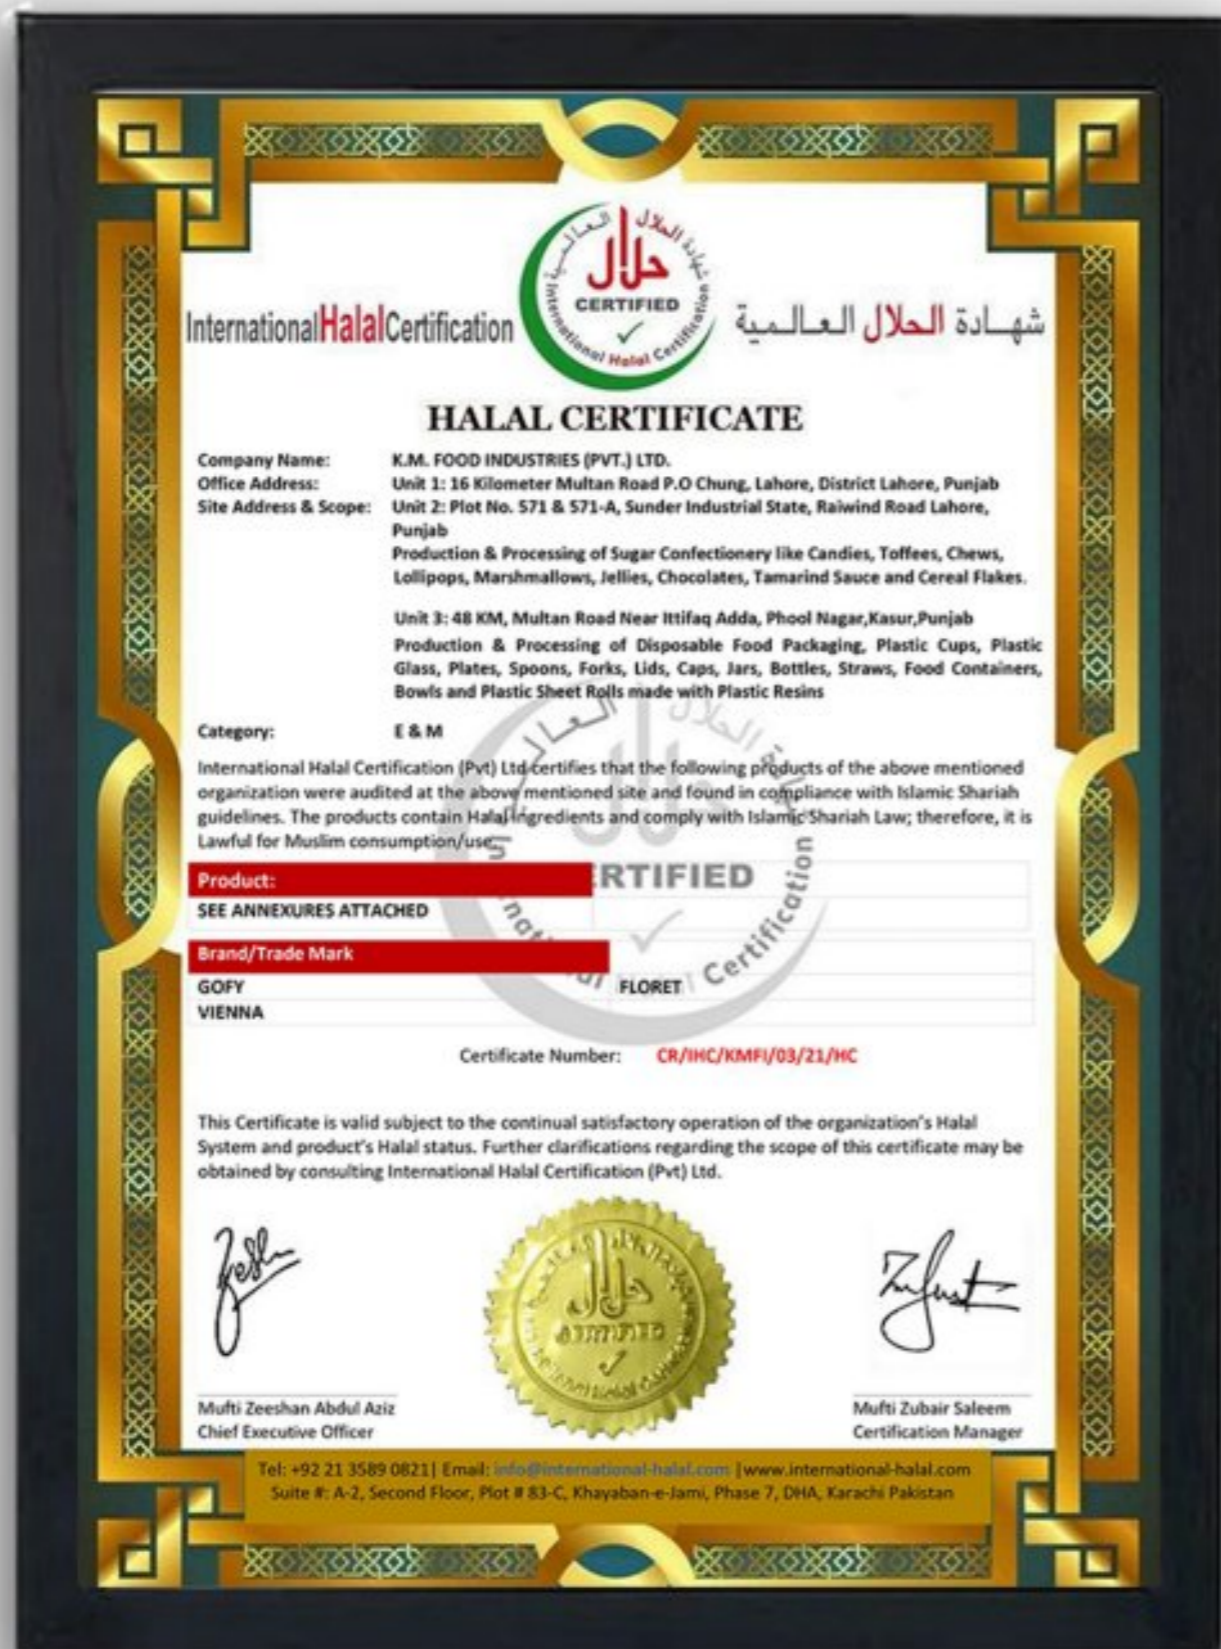 العالمية
شهادة الحلال
حلال
CERTIFIED
International Halal Certification
InternationalHalalCertification
شهادة الحلال العالمية
HALAL CERTIFICATE
Company Name: K.M. FOOD INDUSTRIES (PVT.) LTD.
Office Address: Unit 1: 16 Kilometer Multan Road P.O Chung, Lahore, District Lahore, Punjab
Site Address & Scope: Unit 2: Plot No. 571 & 571-A, Sunder Industrial State, Raiwind Road Lahore,
Punjab
Production & Processing of Sugar Confectionery like Candies, Toffees, Chews,
Lollipops, Marshmallows, Jellies, Chocolates, Tamarind Sauce and Cereal Flakes.
Unit 3: 48 KM, Multan Road Near Ittifaq Adda, Phool Nagar,Kasur,Punjab
Production & Processing of Disposable Food Packaging, Plastic Cups, Plastic
Glass, Plates, Spoons, Forks, Lids, Caps, Jars, Bottles, Straws, Food Containers,
Bowls and Plastic Sheet Rolls made with Plastic Resins
Category: E & M
International Halal Certification (Pvt) Ltd certifies that the following products of the above mentioned
organization were audited at the above mentioned site and found in compliance with Islamic Shariah
guidelines. The products contain Halal ingredients and comply with Islamic Shariah Law; therefore, it is
Lawful for Muslim consumption/use.
Product:
SEE ANNEXURES ATTACHED
Brand/Trade Mark
GOFY FLORET
VIENNA
Certificate Number: CR/IHC/KMFI/03/21/HC
This Certificate is valid subject to the continual satisfactory operation of the organization's Halal
System and product's Halal status. Further clarifications regarding the scope of this certificate may be
obtained by consulting International Halal Certification (Pvt) Ltd.
حلال
CERTIFIED
Mufti Zeeshan Abdul Aziz
Chief Executive Officer
Mufti Zubair Saleem
Certification Manager
Tel: +92 21 3589 0821| Email: info@international-halal.com |www.international-halal.com
Suite #: A-2, Second Floor, Plot # 83-C, Khayaban-e-Jami, Phase 7, DHA, Karachi Pakistan